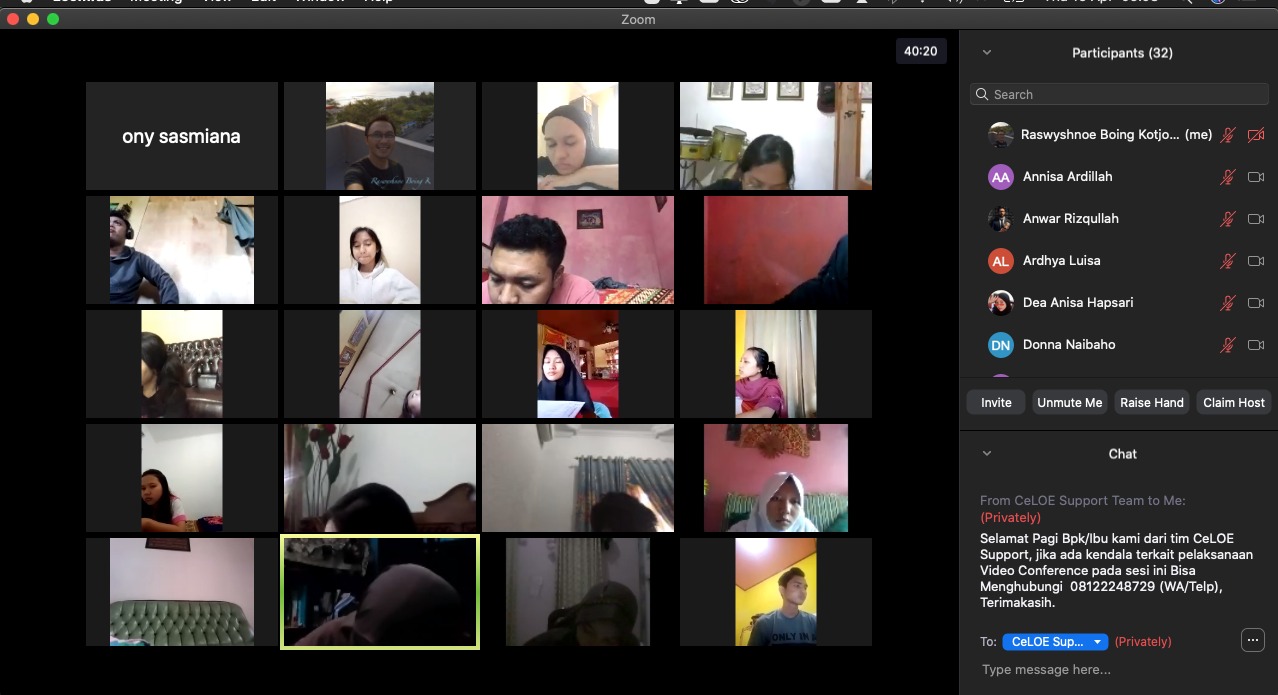 Zoom
40:20
ony sasmiana
Raswyshnoe Boing K
ONLY IN
Participants (32)
Search
Raswyshnoe Boing Kotjo... (me)
AA
Annisa Ardillah
Anwar Rizqullah
AL
Ardhya Luisa
Dea Anisa Hapsari
DN
Donna Naibaho
Invite
Unmute Me
Raise Hand
Claim Host
Chat
From CeLOE Support Team to Me:
(Privately)
Selamat Pagi Bpk/Ibu kami dari tim CeLOE
Support, jika ada kendala terkait pelaksanaan
Video Conference pada sesi ini Bisa
Menghubungi 08122248729 (WA/Telp),
Terimakasih.
To: CeLOE Sup... (Privately)
Type message here...